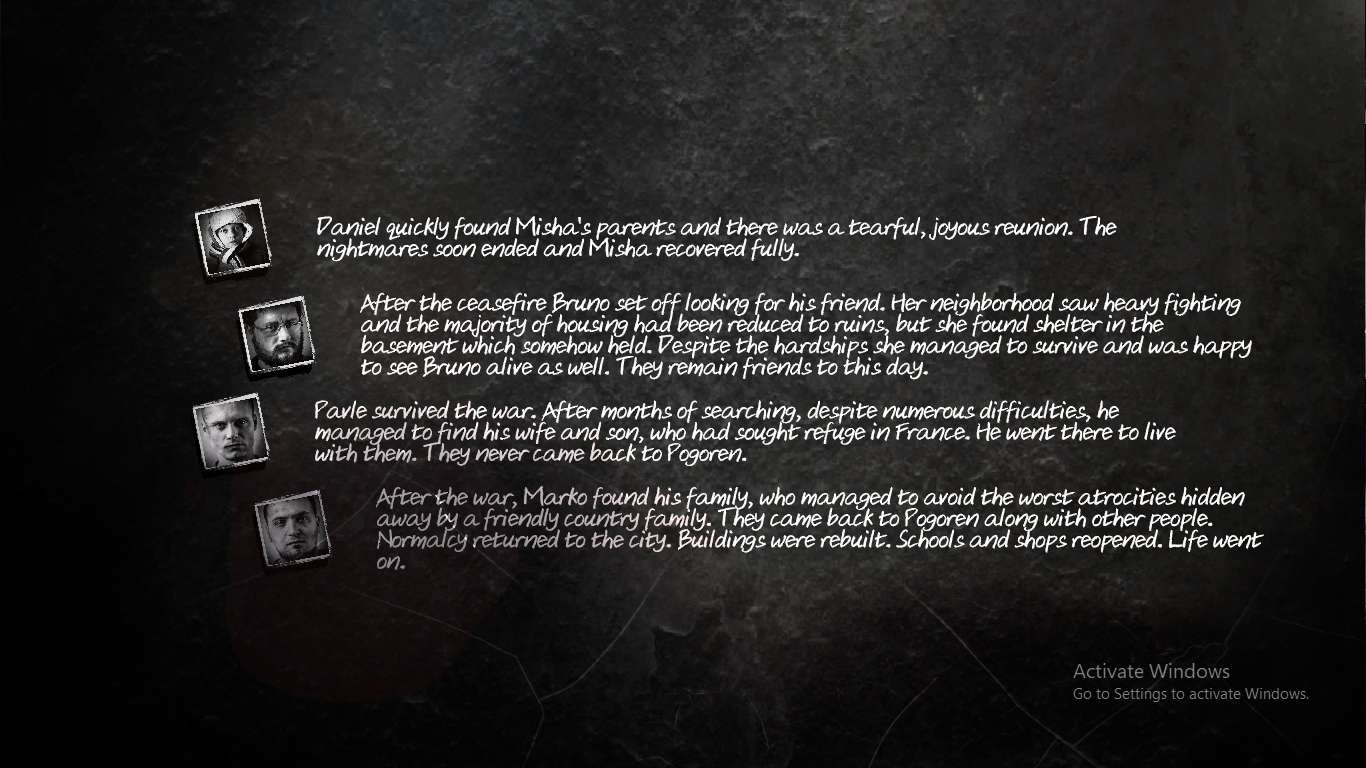 Daniel quickly found Misha's parents and there was a tearful, joyous reunion. The
nightmares soon ended and Misha recovered fully.
After the ceasefire Bruno set off looking for his friend. Her neighborhood saw heavy fighting
and the majority of housing had been reduced to ruins, but she found shelter in the
basement which somehow held. Despite the hardships she managed to survive and was happy
to see Bruno alive as well. They remain friends to this day.
Pavle survived the war. After months of searching, despite numerous difficulties, he
managed to find his wife and son, who had sought refuge in France. He went there to live
with them. They never came back to Pogoren.
After the war, Marko found his family, who managed to avoid the worst atrocities hidden
away by a friendly country family. They came back to Pogoren along with other people.
Normalcy returned to the city. Buildings were rebuilt. Schools and shops reopened. Life went
on.
Activate Windows
Go to Settings to activate Windows.